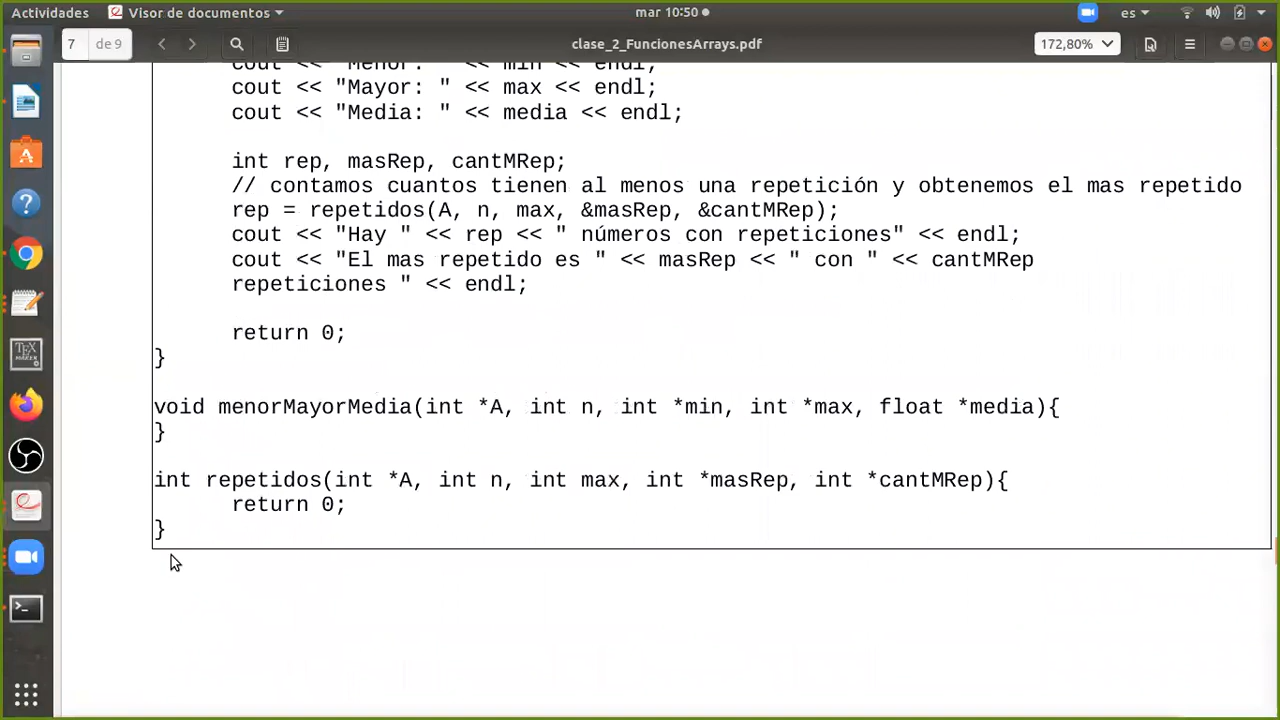 Actividades Visor de documentos mar 10:50 es
7 de 9 clase_2_FuncionesArrays.pdf 172,80%
cout << "Menor: " << min << endl;
cout << "Mayor: " << max << endl;
cout << "Media: " << media << endl;
int rep, masRep, cantMRep;
// contamos cuantos tienen al menos una repetición y obtenemos el mas repetido
rep = repetidos(A, n, max, &masRep, &cantMRep);
cout << "Hay " << rep << " números con repeticiones" << endl;
cout << "El mas repetido es " << masRep << " con " << cantMRep
repeticiones " << endl;
return 0;
}
void menorMayorMedia(int *A, int n, int *min, int *max, float *media){
}
int repetidos(int *A, int n, int max, int *masRep, int *cantMRep){
return 0;
}